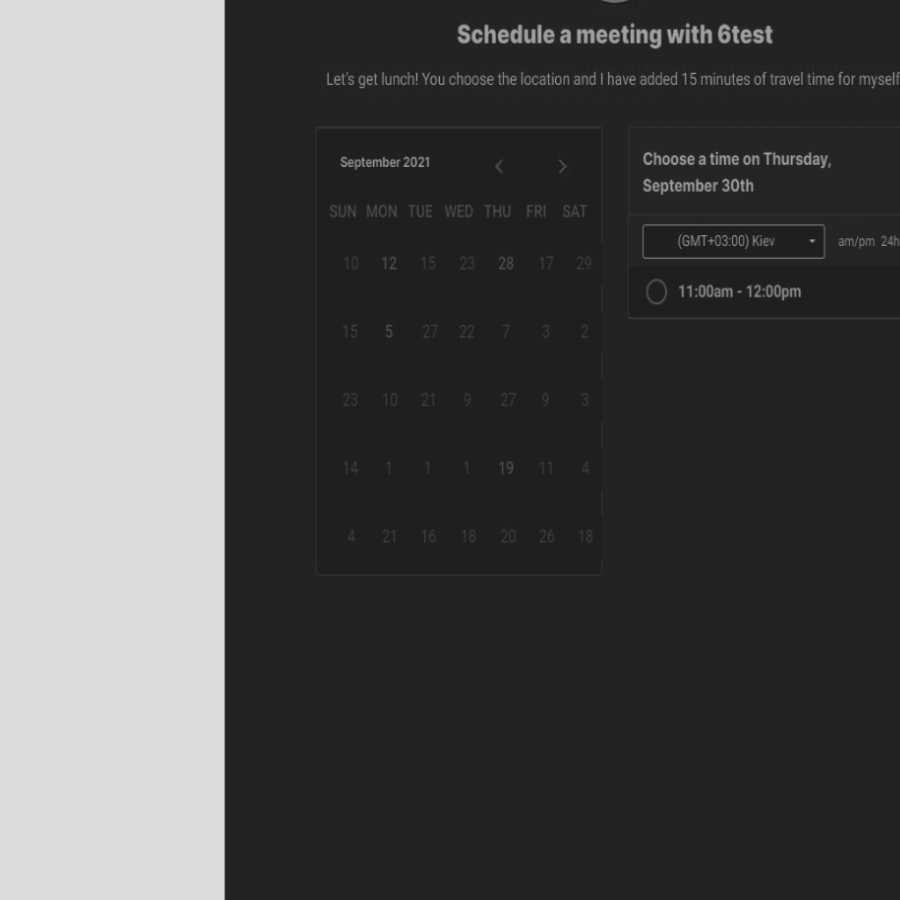 Schedule a meeting with 6test
Let's get lunch! You choose the location and I have added 15 minutes of travel time for myself
September 2021
SUN MON TUE WED THU FRI SAT
10 12 15 23 28 17 29
15 5 27 22 7 3 2
23 10 21 9 27 9 3
14 1 1 1 19 11 4
4 21 16 18 20 26 18
Choose a time on Thursday,
September 30th
(GMT+03:00) Kiev am/pm 24h
11:00am - 12:00pm